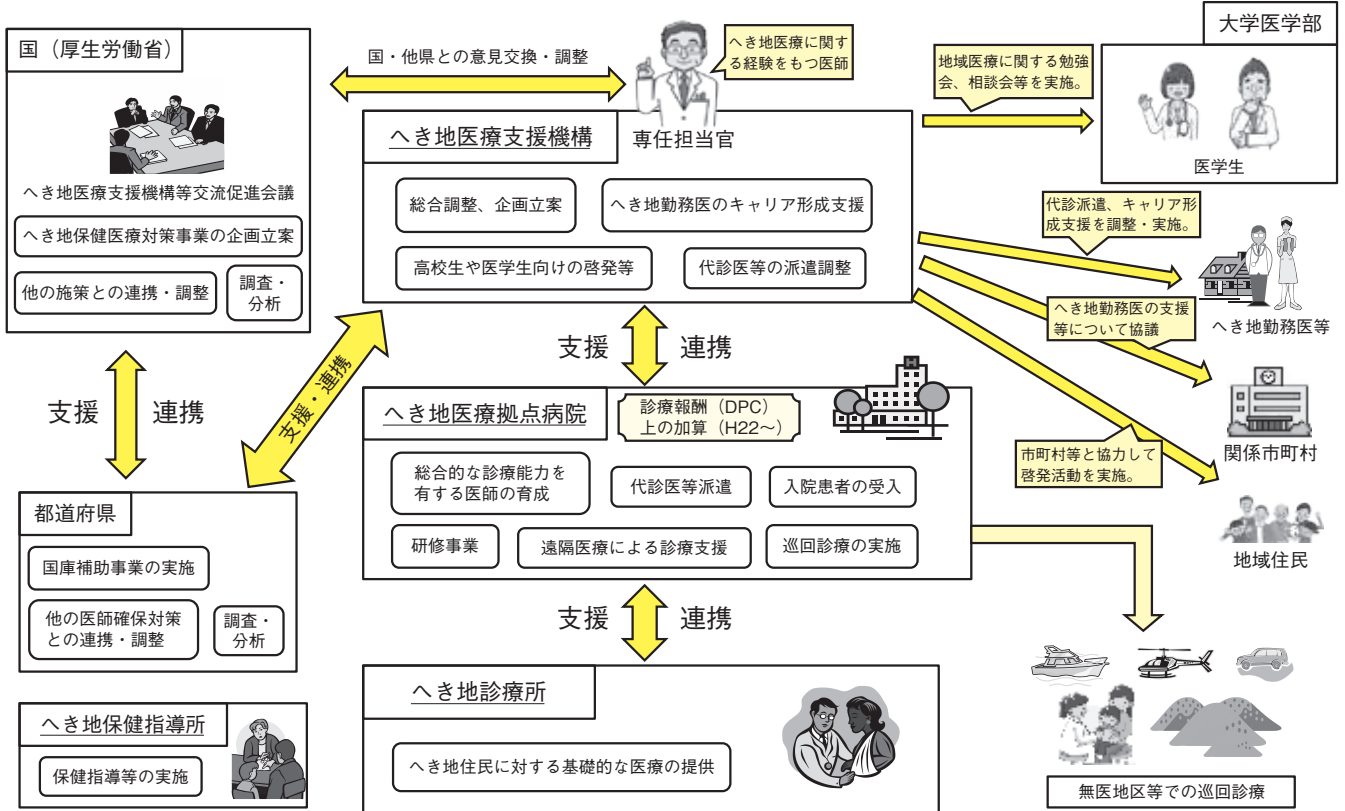 国（厚生労働省）
へき地医療支援機構等交流促進会議
へき地保健医療対策事業の企画立案
他の施策との連携・調整
調査・
分析
国・他県との意見交換・調整
へき地医療に関す
る経験をもつ医師
専任担当官
へき地医療支援機構
総合調整、企画立案
へき地勤務医のキャリア形成支援
高校生や医学生向けの啓発等
代診医等の派遣調整
地域医療に関する勉強
会、相談会等を実施。
大学医学部
医学生
代診派遣、キャリア形
成支援を調整・実施。
へき地勤務医等
へき地勤務医の支援
等について協議
関係市町村
市町村等と協力して
啓発活動を実施。
地域住民
支援
連携
支援・連携
支援
連携
へき地医療拠点病院
診療報酬（DPC）
上の加算（H22～）
総合的な診療能力を
有する医師の育成
代診医等派遣
入院患者の受入
研修事業
遠隔医療による診療支援
巡回診療の実施
都道府県
国庫補助事業の実施
他の医師確保対策
との連携・調整
調査・
分析
支援
連携
へき地保健指導所
保健指導等の実施
へき地診療所
へき地住民に対する基礎的な医療の提供
無医地区等での巡回診療
H